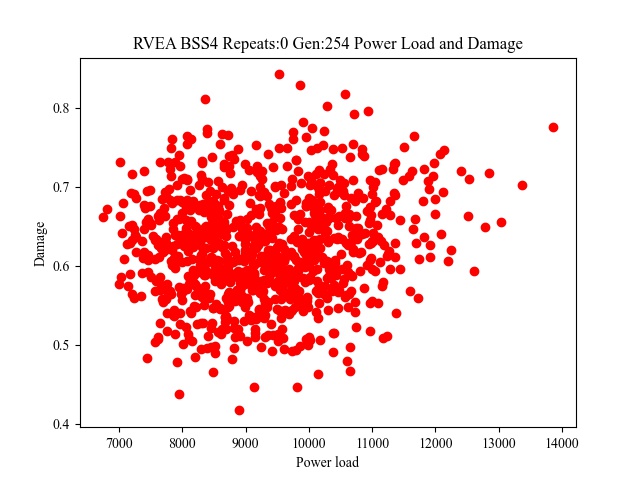 RVEA BSS4 Repeats:0 Gen:254 Power Load and Damage
0.8
0.7
0.6
0.5
0.4
Damage
7000 8000 9000 10000 11000 12000 13000 14000
Power load